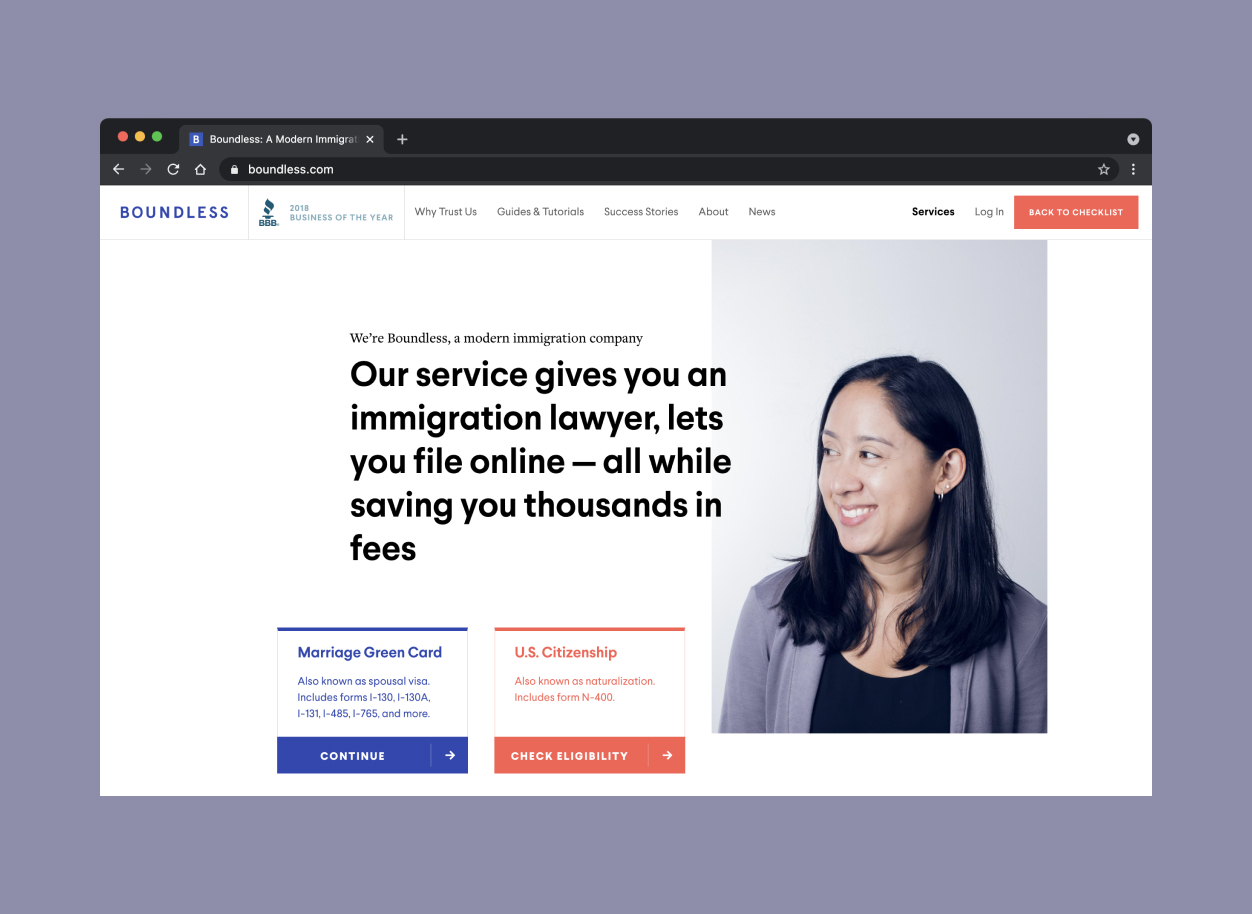 B Boundless: A Modern Immigrat
boundless.com
BOUNDLESS
BBB.
2018
BUSINESS OF THE YEAR
Why Trust Us
Guides & Tutorials
Success Stories
About
News
Services
Log In
BACK TO CHECKLIST
We’re Boundless, a modern immigration company
Our service gives you an
immigration lawyer, lets
you file online — all while
saving you thousands in
fees
Marriage Green Card
Also known as spousal visa.
Includes forms I-130, I-130A,
I-131, I-485, I-765, and more.
CONTINUE
U.S. Citizenship
Also known as naturalization.
Includes form N-400.
CHECK ELIGIBILITY